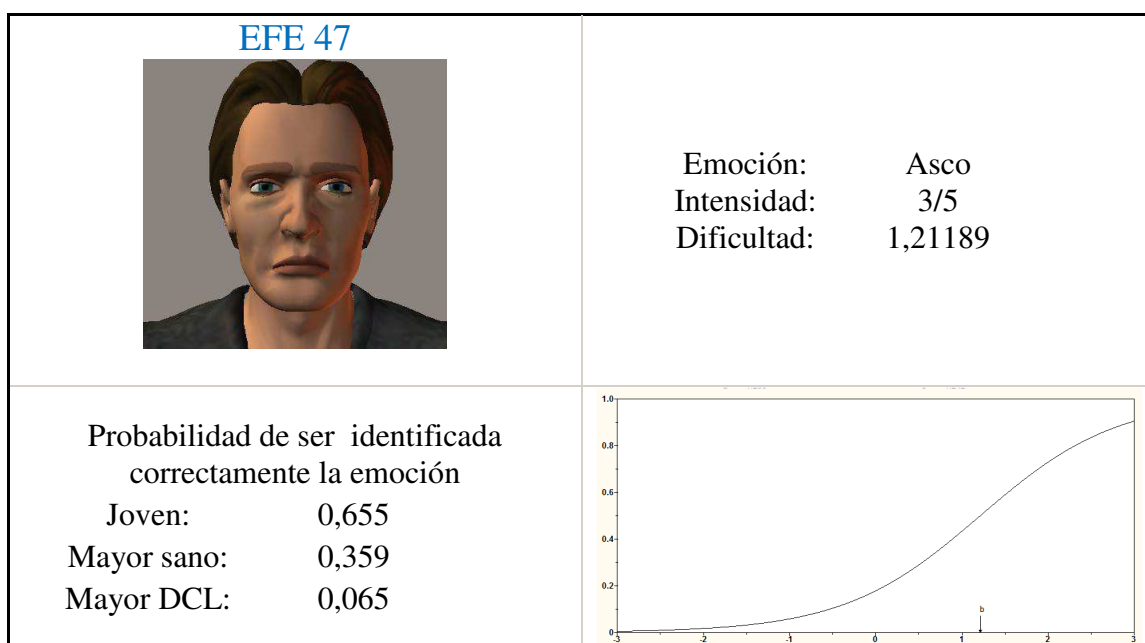 EFE 47
Emoción: Asco
Intensidad: 3/5
Dificultad: 1,21189
Probabilidad de ser identificada
correctamente la emoción
Joven: 0,655
Mayor sano: 0,359
Mayor DCL: 0,065
1.0
0.8
0.6
0.4
0.2
0
b
-3 -2 -1 0 1 2 3